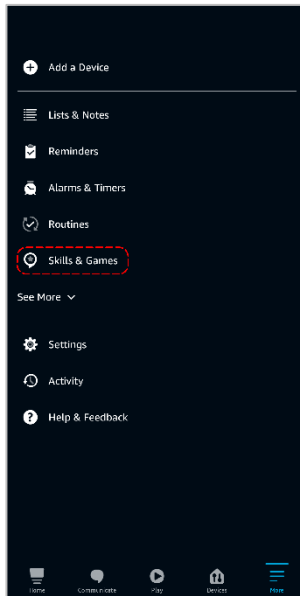 Add a Device
Lists & Notes
Reminders
Alarms & Timers
Routines
Skills & Games
See More
Settings
Activity
Help & Feedback
Home Communicate Play Devices More